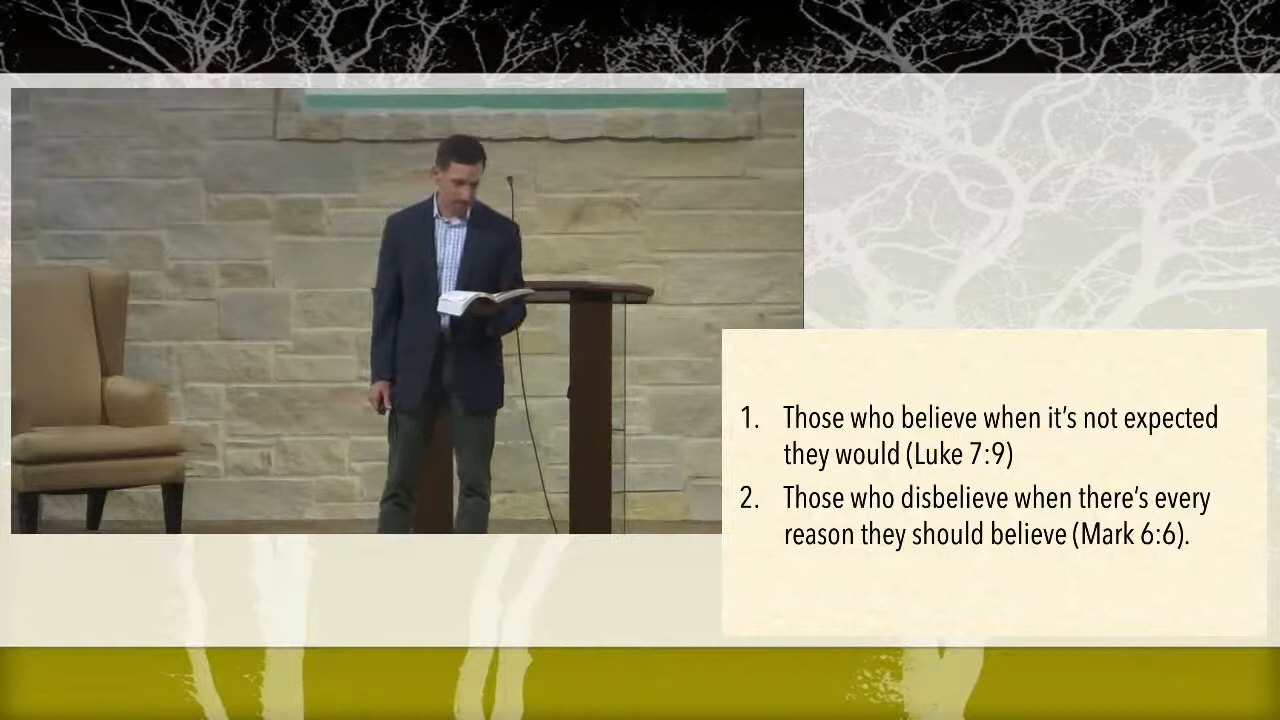 1. Those who believe when it's not expected
they would (Luke 7:9)
2. Those who disbelieve when there's every
reason they should believe (Mark 6:6).